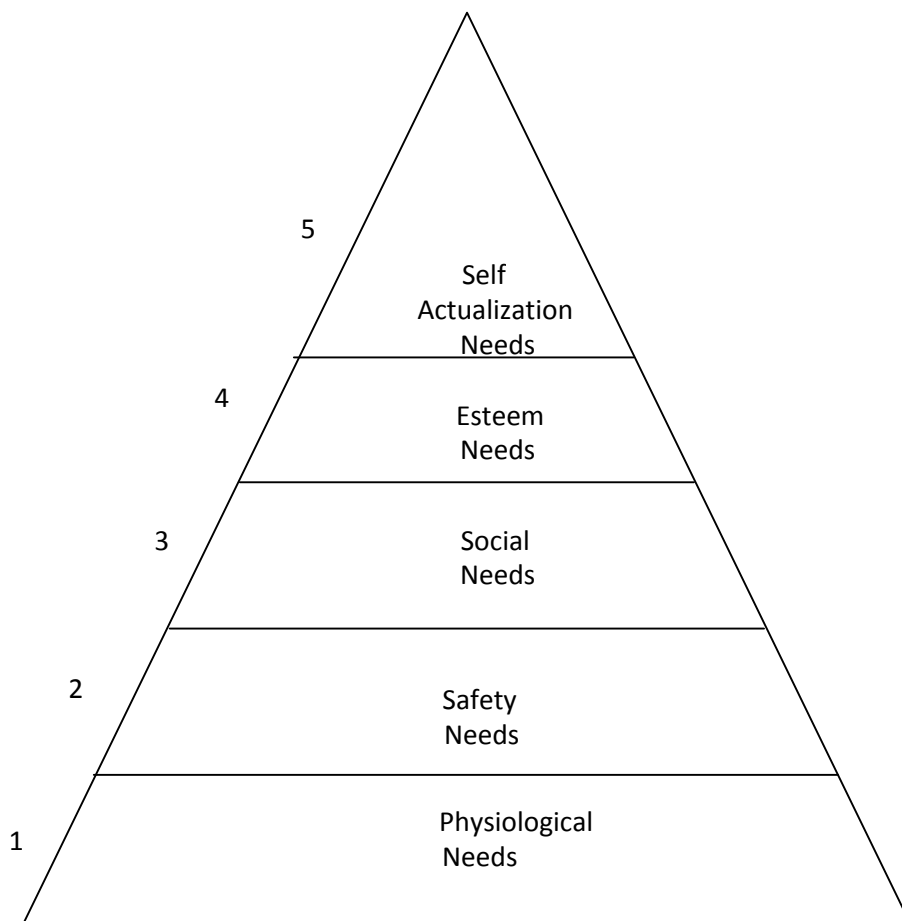 5
Self
Actualization
Needs
4
Esteem
Needs
3
Social
Needs
2
Safety
Needs
1
Physiological
Needs